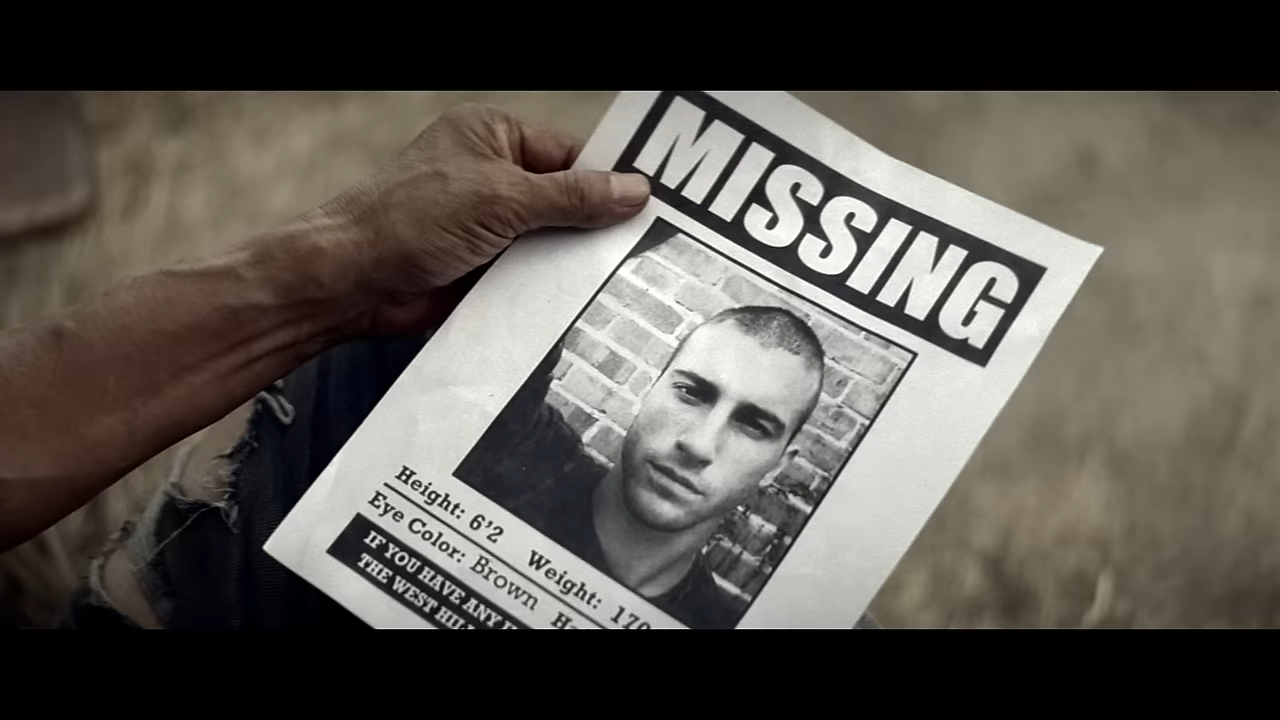 MISSING
Height: 6'2 Weight: 170
Eye Color: Brown
IF YOU HAVE ANY
THE WEST